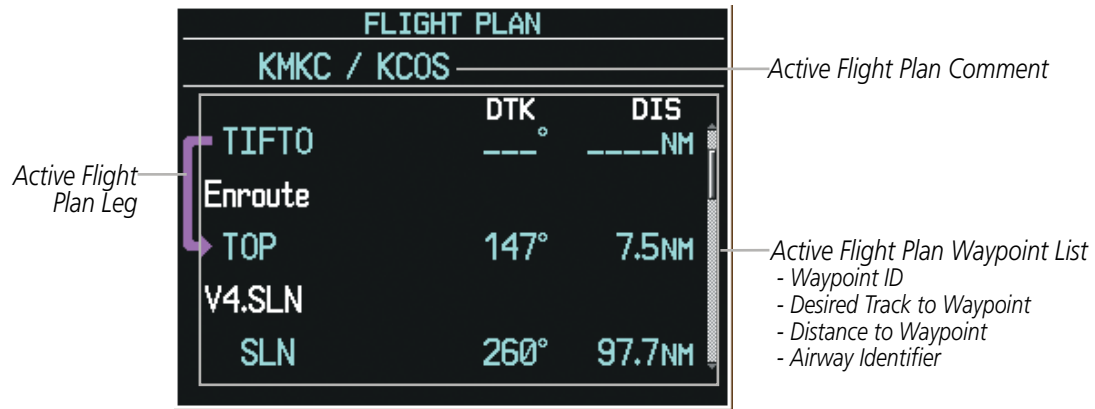 FLIGHT PLAN
KMKC / KCOS
Active Flight Plan Comment
DTK DIS
TIFTO ___° ____NM
Active Flight
Plan Leg
Enroute
TOP 147° 7.5NM
Active Flight Plan Waypoint List
- Waypoint ID
- Desired Track to Waypoint
- Distance to Waypoint
- Airway Identifier
V4.SLN
SLN 260° 97.7NM